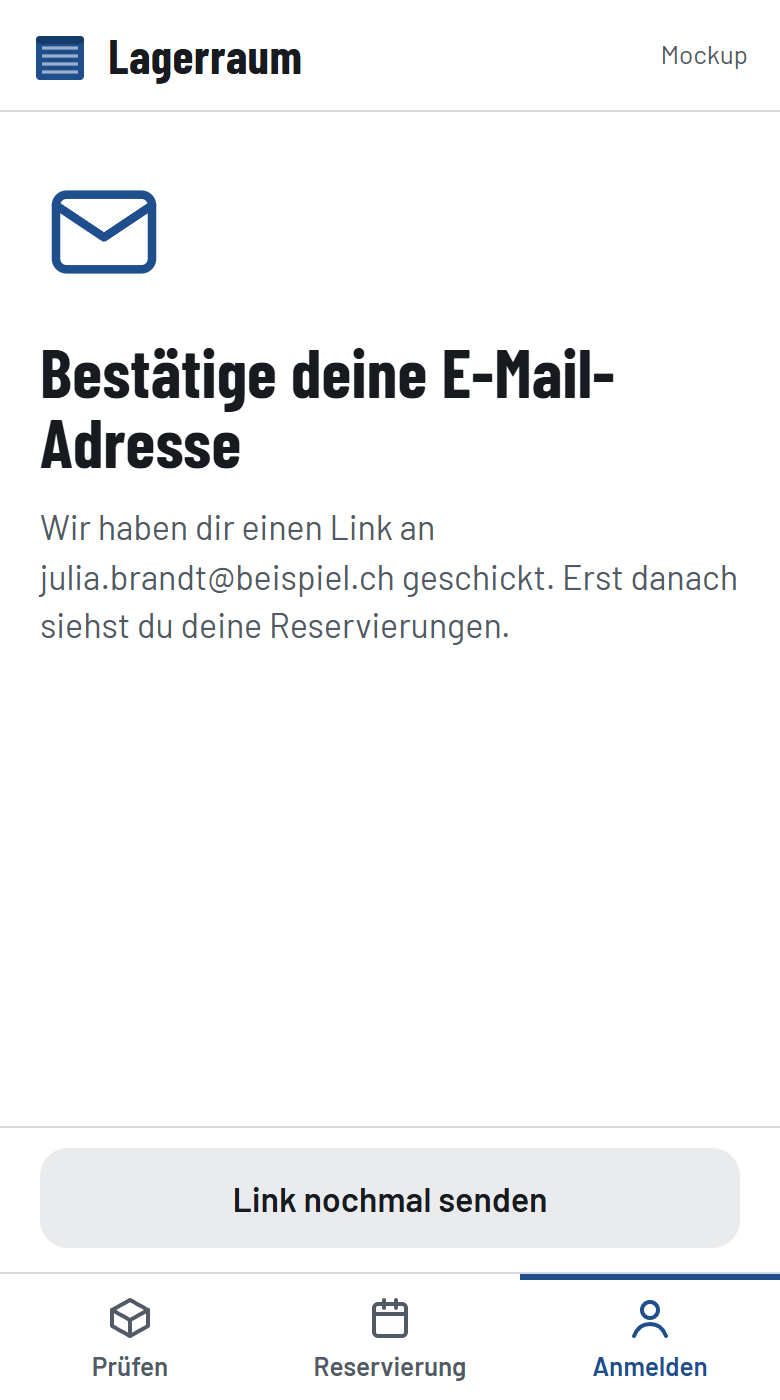 Lagerraum
Mockup
Bestätige deine E-Mail-
Adresse
Wir haben dir einen Link an
julia.brandt@beispiel.ch geschickt. Erst danach
siehst du deine Reservierungen.
Link nochmal senden
Prüfen
Reservierung
Anmelden